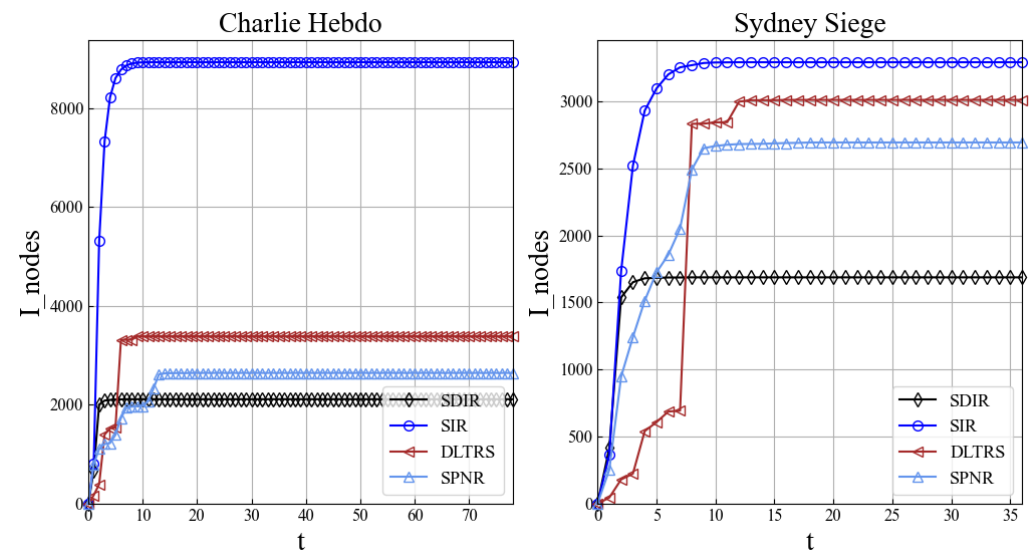 Charlie Hebdo
I_nodes
8000
6000
4000
2000
0
0 10 20 30 40 50 60 70
t
SDIR
SIR
DLTRS
SPNR
Sydney Siege
I_nodes
3000
2500
2000
1500
1000
500
0
0 5 10 15 20 25 30 35
t
SDIR
SIR
DLTRS
SPNR